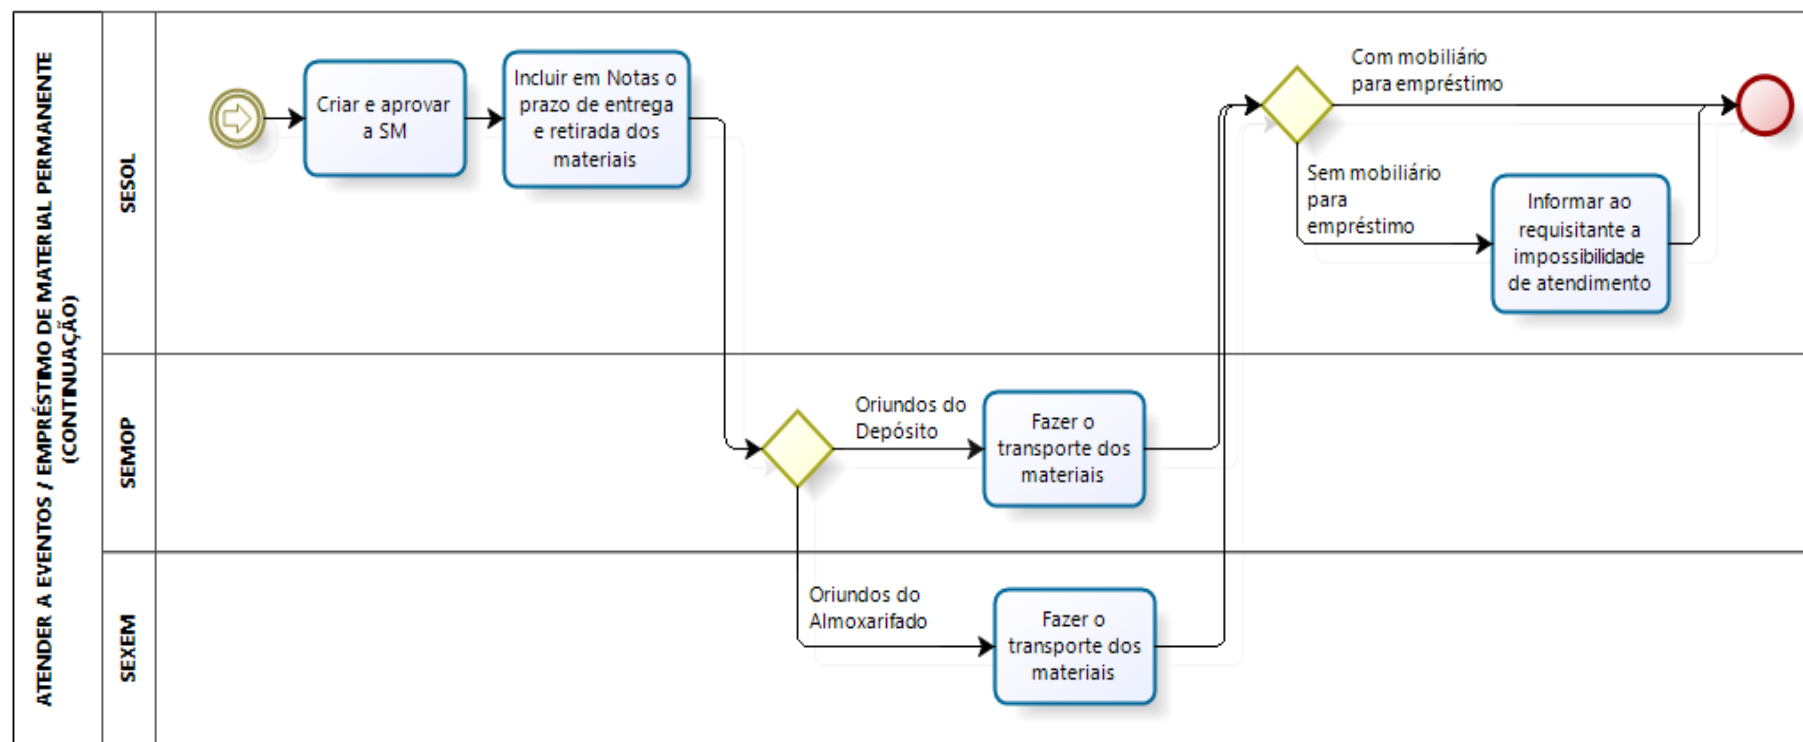 ATENDER A EVENTOS / EMPRÉSTIMO DE MATERIAL PERMANENTE
(CONTINUAÇÃO)
SESOL
Criar e aprovar
a SM
Incluir em Notas o
prazo de entrega
e retirada dos
materiais
Com mobiliário
para empréstimo
Sem mobiliário
para
empréstimo
Informar ao
requisitante a
impossibilidade
de atendimento
SEMOP
Oriundos do
Depósito
Fazer o
transporte dos
materiais
SEXEM
Oriundos do
Almoxarifado
Fazer o
transporte dos
materiais